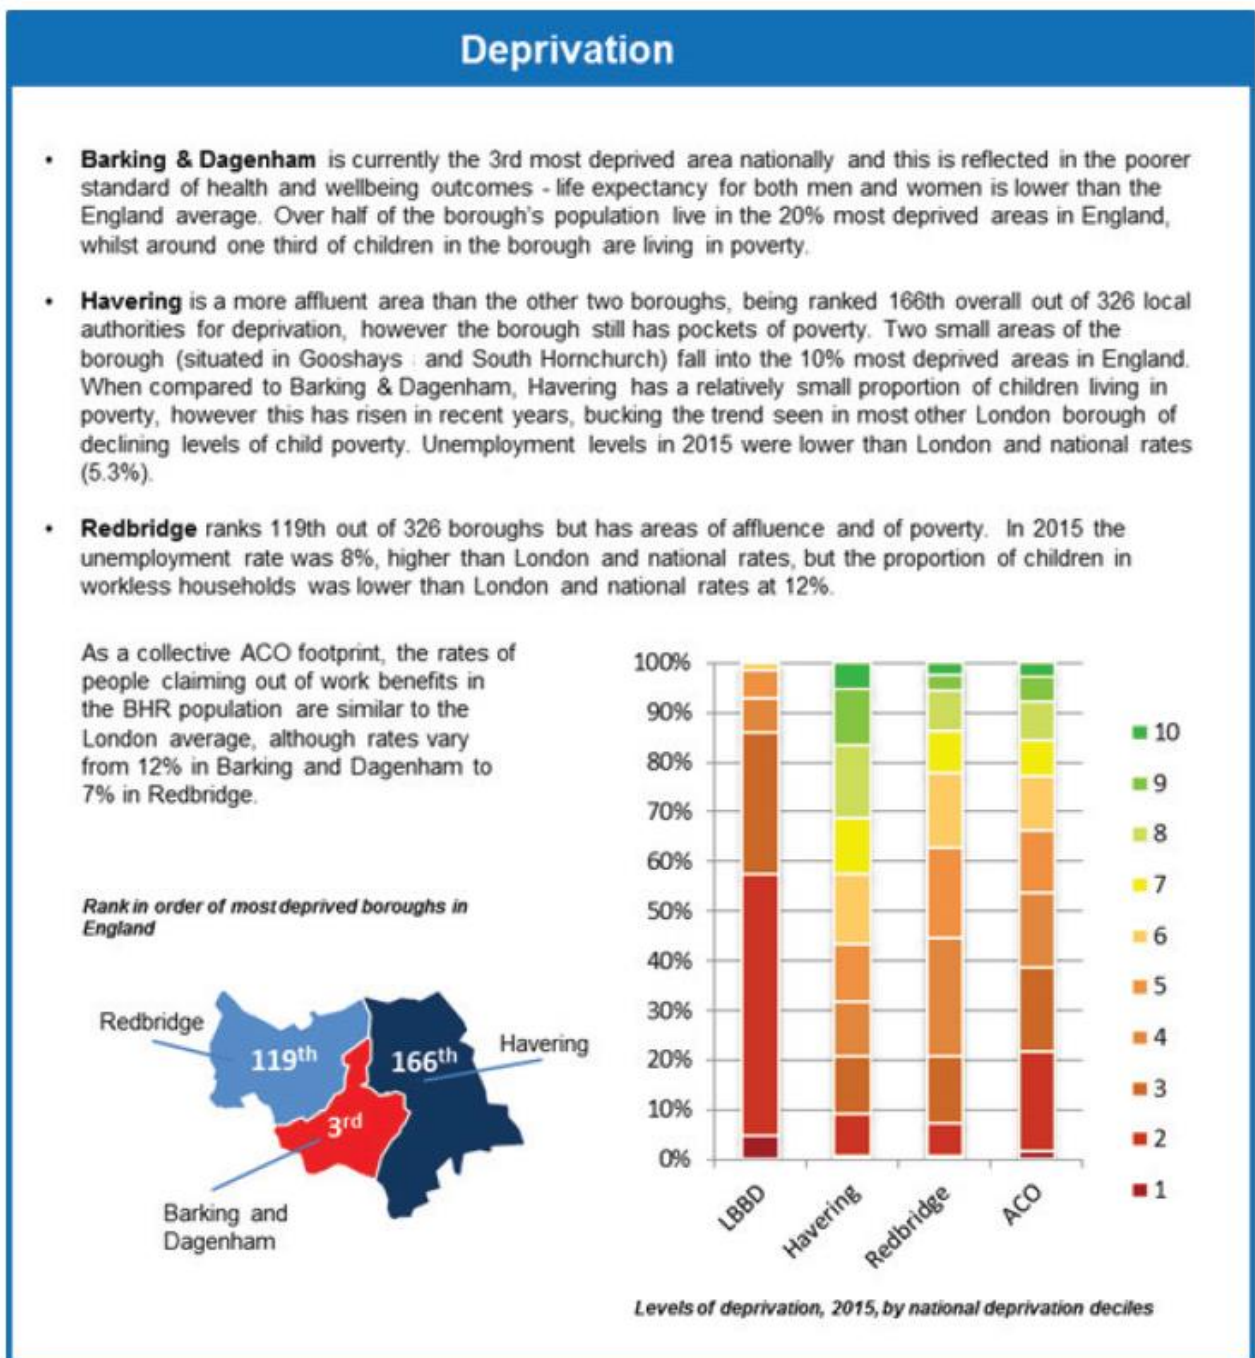 Deprivation
• Barking & Dagenham is currently the 3rd most deprived area nationally and this is reflected in the poorer
standard of health and wellbeing outcomes - life expectancy for both men and women is lower than the
England average. Over half of the borough's population live in the 20% most deprived areas in England,
whilst around one third of children in the borough are living in poverty.
• Havering is a more affluent area than the other two boroughs, being ranked 166th overall out of 326 local
authorities for deprivation, however the borough still has pockets of poverty. Two small areas of the
borough (situated in Gooshays and South Hornchurch) fall into the 10% most deprived areas in England.
When compared to Barking & Dagenham, Havering has a relatively small proportion of children living in
poverty, however this has risen in recent years, bucking the trend seen in most other London borough of
declining levels of child poverty. Unemployment levels in 2015 were lower than London and national rates
(5.3%).
• Redbridge ranks 119th out of 326 boroughs but has areas of affluence and of poverty. In 2015 the
unemployment rate was 8%, higher than London and national rates, but the proportion of children in
workless households was lower than London and national rates at 12%.
As a collective ACO footprint, the rates of
people claiming out of work benefits in
the BHR population are similar to the
London average, although rates vary
from 12% in Barking and Dagenham to
7% in Redbridge.
Rank in order of most deprived boroughs in
England
Redbridge
119th
166th
Havering
3rd
Barking and
Dagenham
100%
90%
80%
70%
60%
50%
40%
30%
20%
10%
0%
LBBD
Havering
Redbridge
ACO
10
9
8
7
6
5
4
3
2
1
Levels of deprivation, 2015, by national deprivation deciles